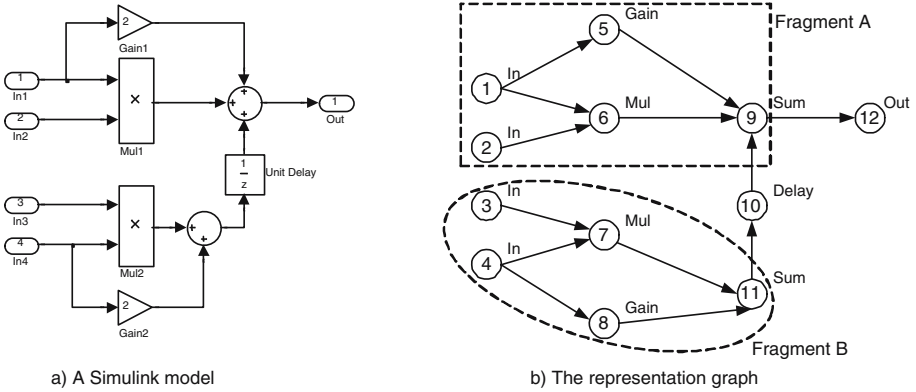 2
Gain1
1
In1
2
In2
×
Mul1
+
+
+
1
Out
1
z
Unit Delay
3
In3
4
In4
×
Mul2
+
+
2
Gain2
a) A Simulink model
Fragment A
Gain
5
In
1
Mul
6
In
2
Sum
9
Out
12
Delay
10
In
3
Mul
7
In
4
Sum
11
Gain
8
Fragment B
b) The representation graph